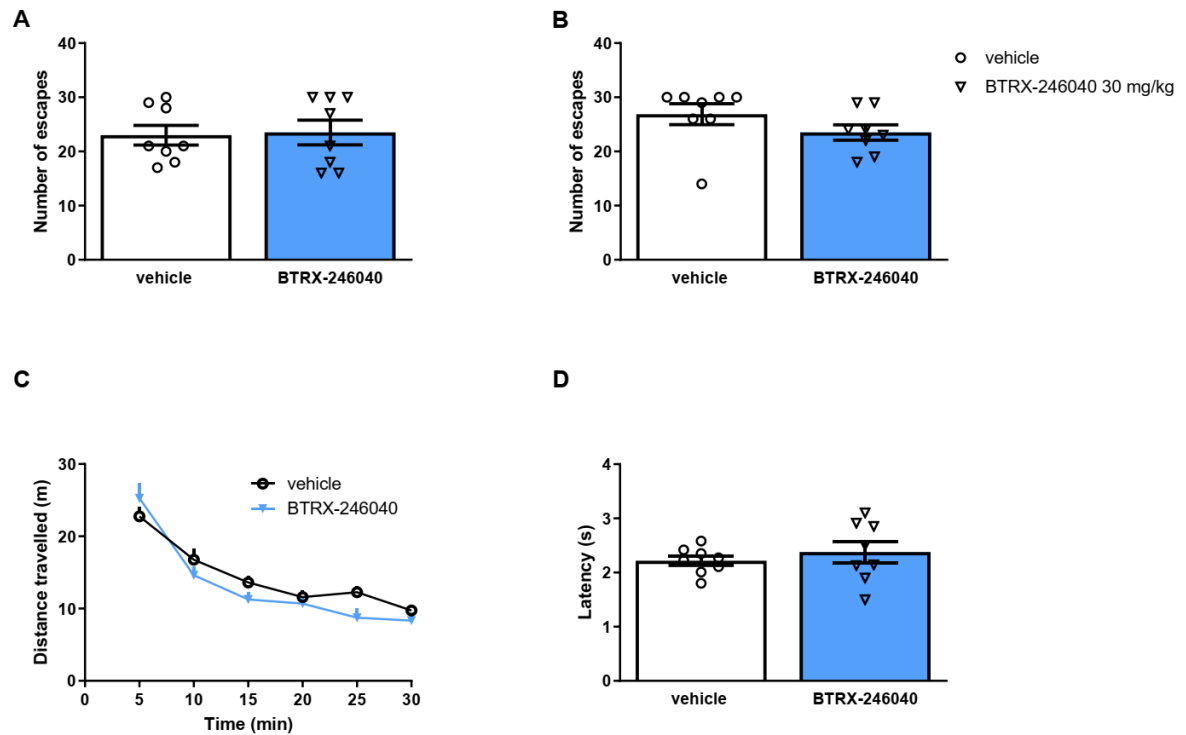 A
Number of escapes
40
30
20
10
0
vehicle
BTRX-246040
B
Number of escapes
40
30
20
10
0
vehicle
BTRX-246040
vehicle
BTRX-246040 30 mg/kg
C
Distance travelled (m)
30
20
10
0
0
5
10
15
20
25
30
Time (min)
vehicle
BTRX-246040
D
Latency (s)
4
3
2
1
0
vehicle
BTRX-246040